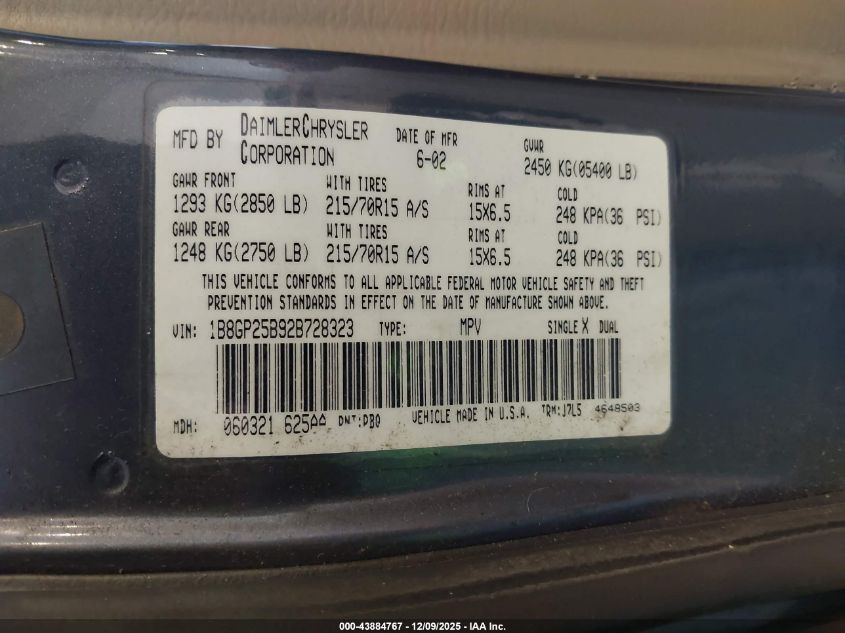 MFD BY DAIMLERCHRYSLER CORPORATION
DATE OF MFR 6-02
GVWR 2450 KG(05400 LB)
GAWR FRONT WITH TIRES RIMS AT COLD
1293 KG(2850 LB) 215/70R15 A/S 15X6.5 248 KPA(36 PSI)
GAWR REAR WITH TIRES RIMS AT COLD
1248 KG(2750 LB) 215/70R15 A/S 15X6.5 248 KPA(36 PSI)
THIS VEHICLE CONFORMS TO ALL APPLICABLE FEDERAL MOTOR VEHICLE SAFETY AND THEFT
PREVENTION STANDARDS IN EFFECT ON THE DATE OF MANUFACTURE SHOWN ABOVE.
VIN: 1B8GP25B92B728323 TYPE: MPV SINGLE X DUAL
MDH: 060321 625AA PNT:PBQ VEHICLE MADE IN U.S.A. TRM:J7L5 4648503
000-43884767 - 12/09/2025 - IAA Inc.